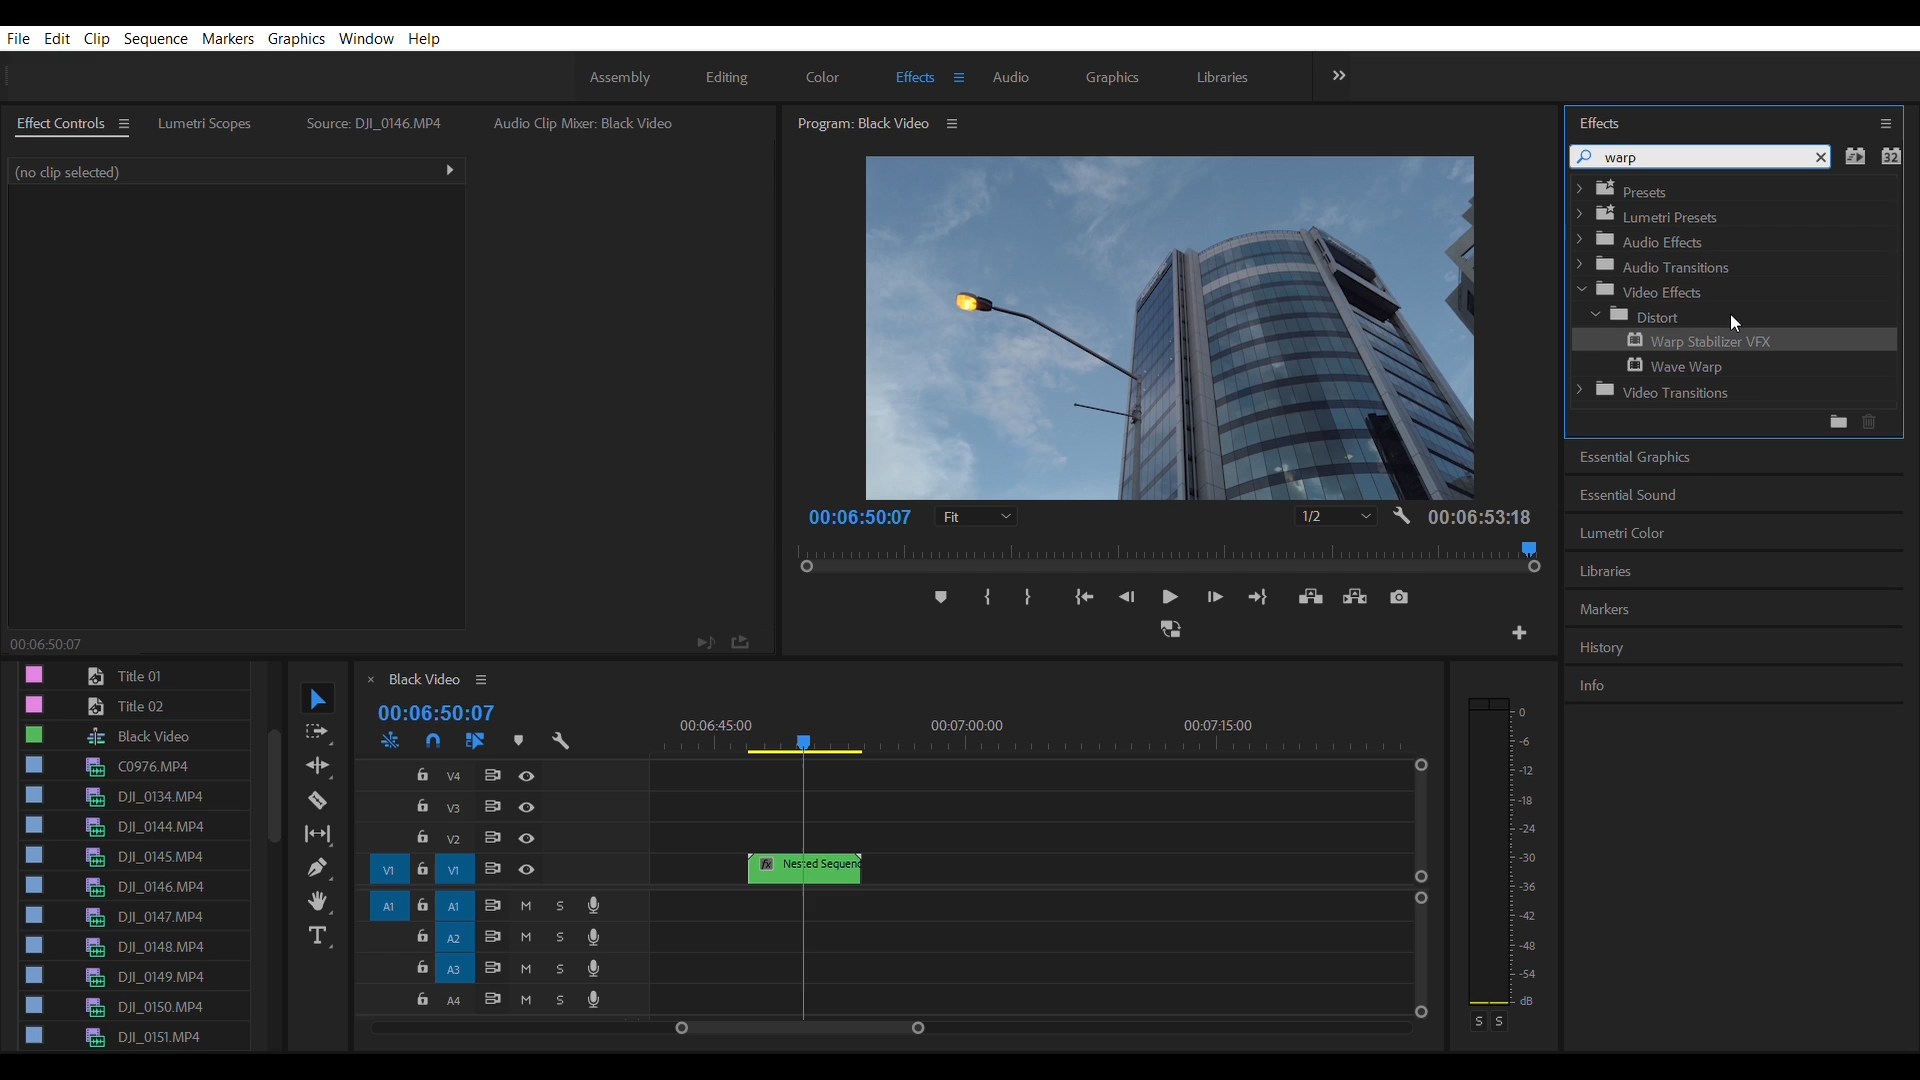 File Edit Clip Sequence Markers Graphics Window Help
Assembly Editing Color Effects Audio Graphics Libraries
Effect Controls Lumetri Scopes Source: DJI_0146.MP4 Audio Clip Mixer: Black Video
(no clip selected)
00:06:50:07
Program: Black Video
00:06:50:07 Fit 1/2 00:06:53:18
Effects
warp 32
Presets
Lumetri Presets
Audio Effects
Audio Transitions
Video Effects
Distort
Warp Stabilizer VFX
Wave Warp
Video Transitions
Essential Graphics
Essential Sound
Lumetri Color
Libraries
Markers
History
Info
Title 01
Title 02
Black Video
C0976.MP4
DJI_0134.MP4
DJI_0144.MP4
DJI_0145.MP4
DJI_0146.MP4
DJI_0147.MP4
DJI_0148.MP4
DJI_0149.MP4
DJI_0150.MP4
DJI_0151.MP4
× Black Video
00:06:50:07
00:06:45:00 00:07:00:00 00:07:15:00
V4
V3
V2
V1 V1 fx Nested Sequenc
A1 A1 M S
A2 M S
A3 M S
A4 M S
0
-6
-12
-18
-24
-30
-36
-42
-48
-54
dB
S S